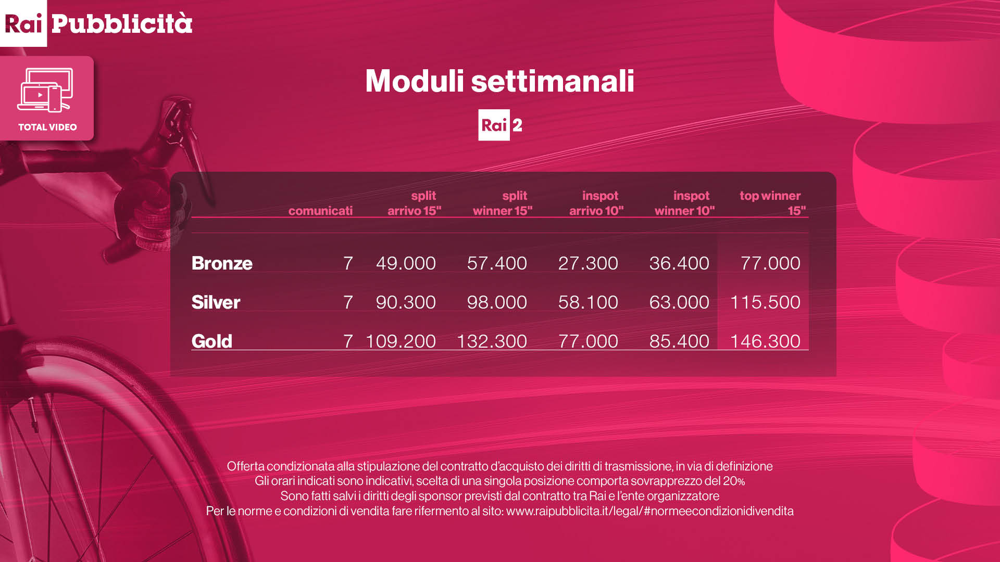 Rai Pubblicità
TOTAL VIDEO
Moduli settimanali
Rai 2
comunicati split arrivo 15" split winner 15" inspot arrivo 10" inspot winner 10" top winner 15"
Bronze 7 49.000 57.400 27.300 36.400 77.000
Silver 7 90.300 98.000 58.100 63.000 115.500
Gold 7 109.200 132.300 77.000 85.400 146.300
Offerta condizionata alla stipulazione del contratto d'acquisto dei diritti di trasmissione, in via di definizione
Gli orari indicati sono indicativi, scelta di una singola posizione comporta sovrapprezzo del 20%
Sono fatti salvi i diritti degli sponsor previsti dal contratto tra Rai e l'ente organizzatore
Per le norme e condizioni di vendita fare rifermento al sito: www.raipubblicita.it/legal/#normeecondizionidivendita